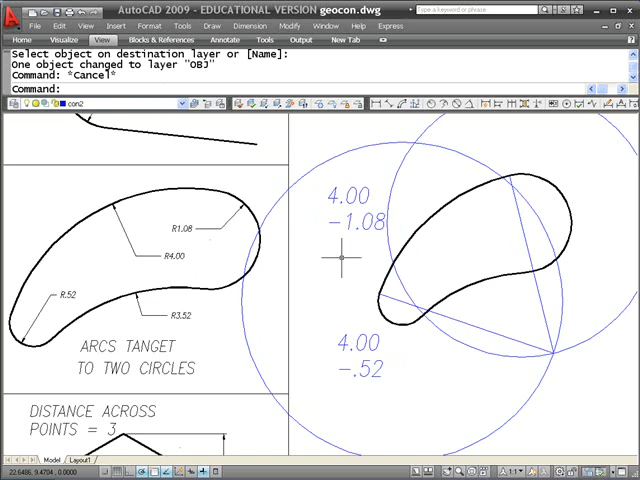 AutoCAD 2009 - EDUCATIONAL VERSION geocon.dwg
Type a keyword or phrase
File Edit View Insert Format Tools Draw Dimension Modify Window Help Express
Home Insert View Blocks & References Annotate Tools Output New Tab
Select object on destination layer or [Name]:
One object changed to layer "OBJ"
Command: *Cancel*
Command:
con2
R1.08
R4.00
R.52
R3.52
ARCS TANGET
TO TWO CIRCLES
DISTANCE ACROSS
POINTS = 3
4.00
-1.08
4.00
-.52
Model Layout1
22.6486, 9.4704, 0.0000
1:1